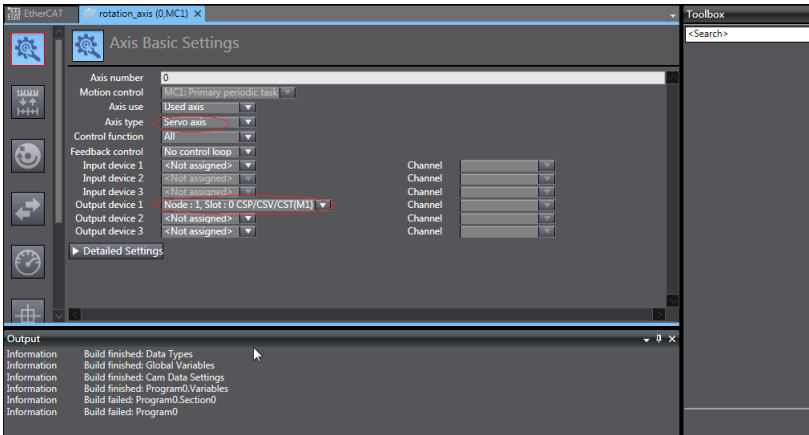 EtherCAT rotation_axis (0,MC1) X
Toolbox
<Search>
Axis Basic Settings
Axis number 0
Motion control MC1: Primary periodic task
Axis use Used axis
Axis type Servo axis
Control function All
Feedback control No control loop
Input device 1 <Not assigned> Channel
Input device 2 <Not assigned> Channel
Input device 3 <Not assigned> Channel
Output device 1 Node : 1, Slot : 0 CSP/CSV/CST(M1) Channel
Output device 2 <Not assigned> Channel
Output device 3 <Not assigned> Channel
Detailed Settings
Output
Information Build finished: Data Types
Information Build finished: Global Variables
Information Build finished: Cam Data Settings
Information Build finished: Program0.Variables
Information Build failed: Program0.Section0
Information Build failed: Program0